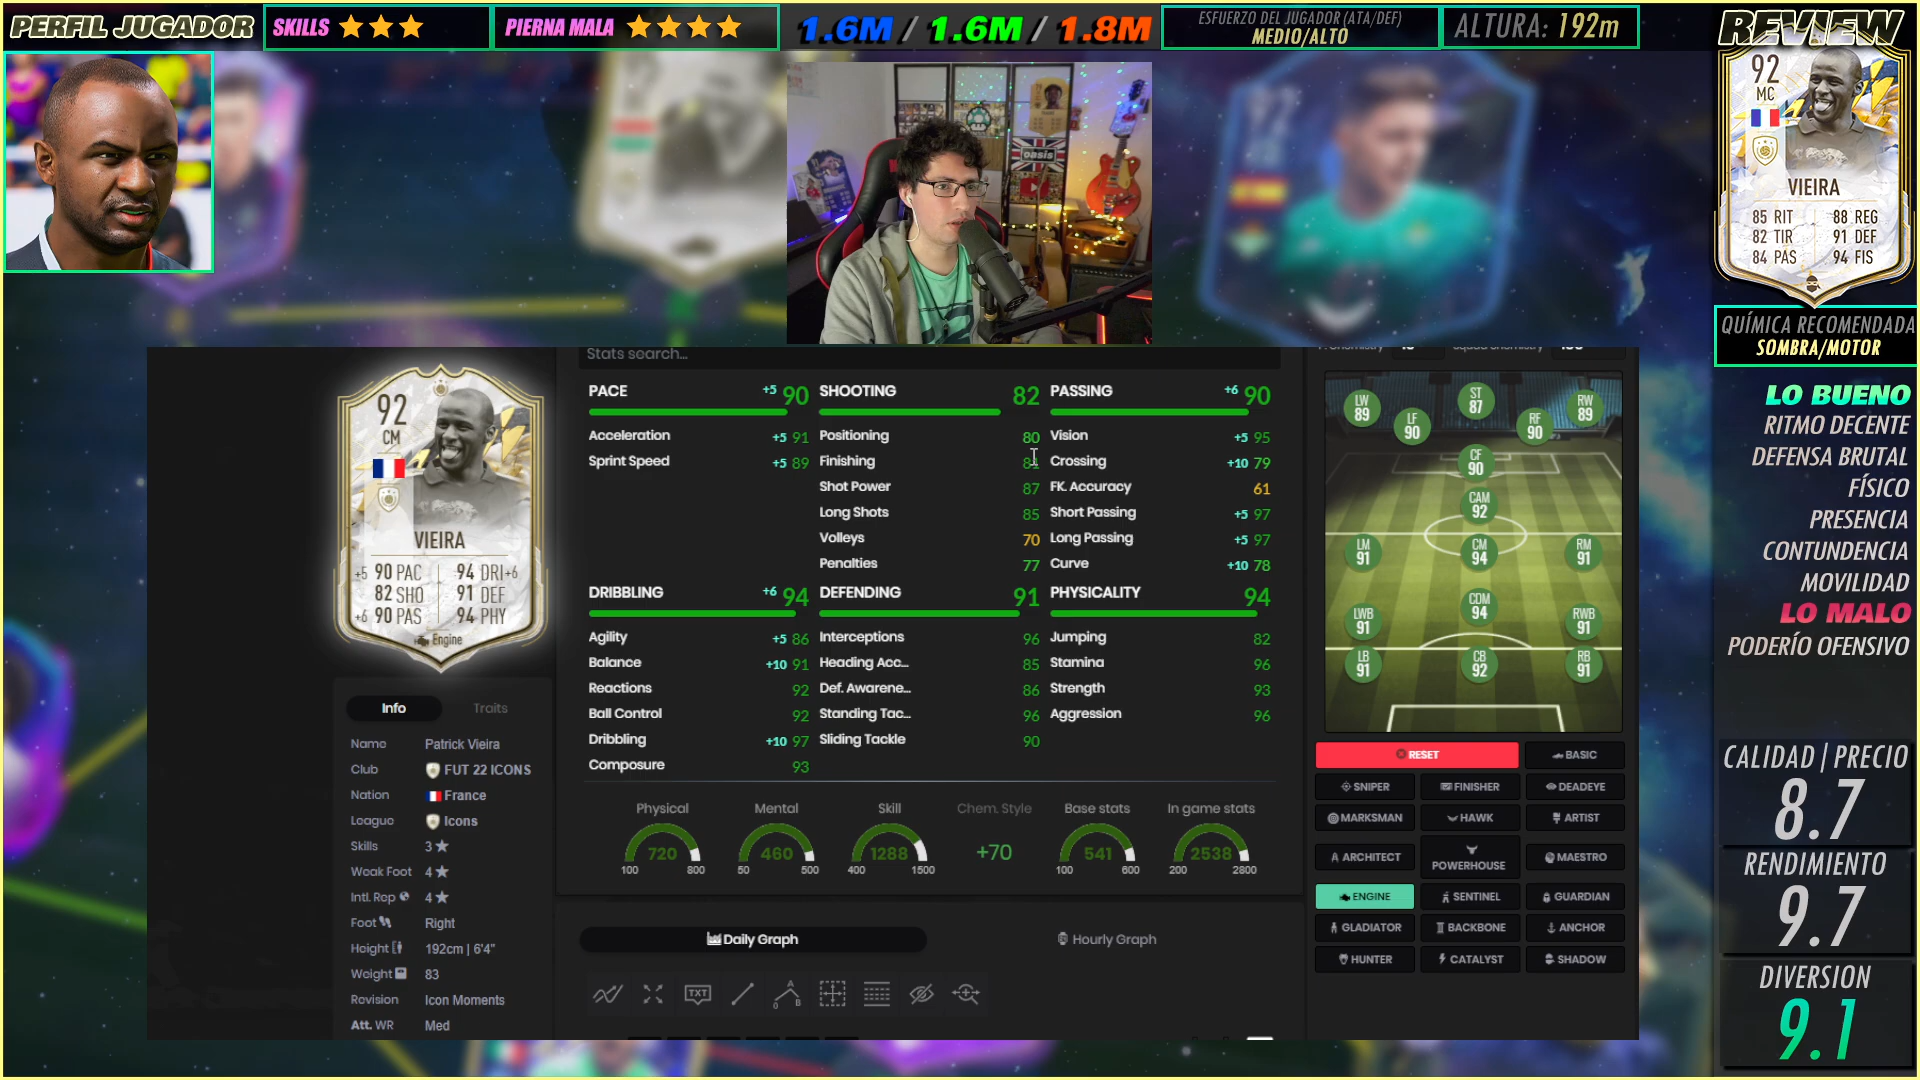 PERFIL JUGADOR
SKILLS
PIERNA MALA
1.6M / 1.6M / 1.8M
ESFUERZO DEL JUGADOR (ATA/DEF)
MEDIO/ALTO
ALTURA: 192m
REVIEW
92
MC
VIEIRA
85 RIT 88 REG
82 TIR 91 DEF
84 PAS 94 FIS
QUÍMICA RECOMENDADA
SOMBRA/MOTOR
LO BUENO
RITMO DECENTE
DEFENSA BRUTAL
FÍSICO
PRESENCIA
CONTUNDENCIA
MOVILIDAD
LO MALO
PODERÍO OFENSIVO
CALIDAD | PRECIO
8.7
RENDIMIENTO
9.7
DIVERSION
9.1
oasis
92
CM
VIEIRA
+5 90 PAC 94 DRI+6
82 SHO 91 DEF
+6 90 PAS 94 PHY
Engine
Info Traits
Name Patrick Vieira
Club FUT 22 ICONS
Nation France
League Icons
Skills 3
Weak Foot 4
Intl. Rep 4
Foot Right
Height 192cm | 6'4"
Weight 83
Revision Icon Moments
Att. WR Med
Stats search...
PACE +5 90
Acceleration +5 91
Sprint Speed +5 89
SHOOTING 82
Positioning 80
Finishing
Shot Power 87
Long Shots 85
Volleys 70
Penalties 77
PASSING +6 90
Vision +5 95
Crossing +10 79
FK. Accuracy 61
Short Passing +5 97
Long Passing +5 97
Curve +10 78
DRIBBLING +6 94
Agility +5 86
Balance +10 91
Reactions 92
Ball Control 92
Dribbling +10 97
Composure 93
DEFENDING 91
Interceptions 96
Heading Acc... 85
Def. Awarene... 86
Standing Tac... 96
Sliding Tackle 90
PHYSICALITY 94
Jumping 82
Stamina 96
Strength 93
Aggression 96
Physical Mental Skill Chem. Style Base stats In game stats
720 460 1288 +70 541 2538
100 800 50 500 400 1500 100 600 200 2800
Daily Graph Hourly Graph
TXT
LW 89
LF 90
ST 87
RF 90
RW 89
CF 90
CAM 92
LM 91
CM 94
RM 91
LWB 91
CDM 94
RWB 91
LB 91
CB 92
RB 91
RESET BASIC
SNIPER FINISHER DEADEYE
MARKSMAN HAWK ARTIST
ARCHITECT POWERHOUSE MAESTRO
ENGINE SENTINEL GUARDIAN
GLADIATOR BACKBONE ANCHOR
HUNTER CATALYST SHADOW